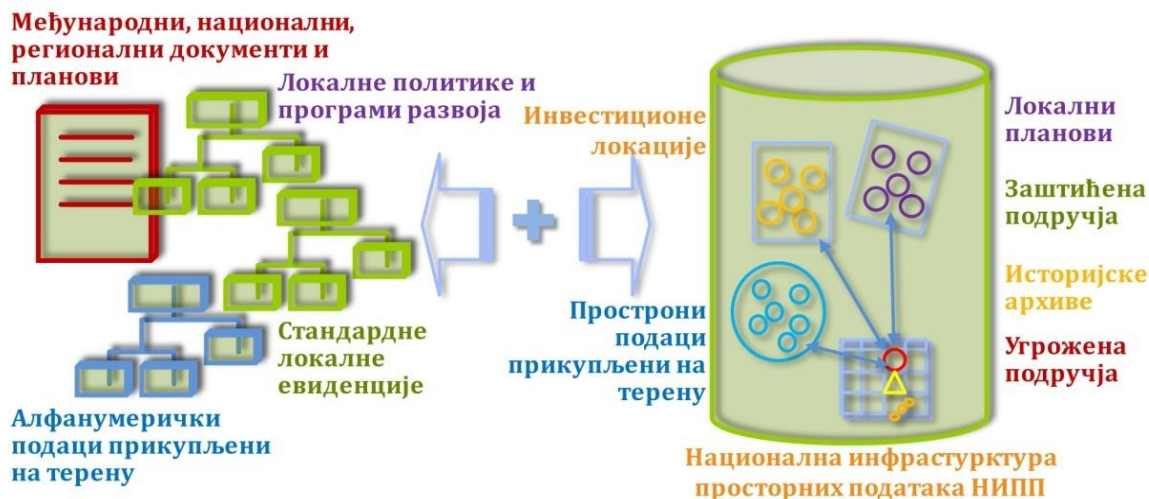 Међународни, национални,
регионални документи и
планови
Локалне политике и
програми развоја
Стандардне
локалне
евиденције
Алфанумерички
подаци прикупљени
на терену
Инвестиционе
локације
Прострони
подаци
прикупљени на
терену
Локални
планови
Заштићена
подручја
Историјске
архиве
Угрожена
подручја
Национална инфрастурктура
просторних података НИПП